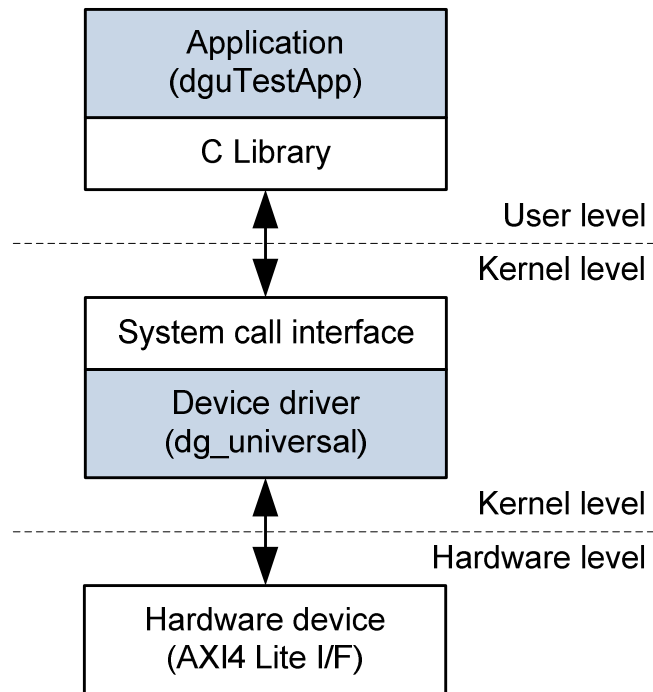 Application
(dguTestApp)
C Library
User level
Kernel level
System call interface
Device driver
(dg_universal)
Kernel level
Hardware level
Hardware device
(AXI4 Lite I/F)